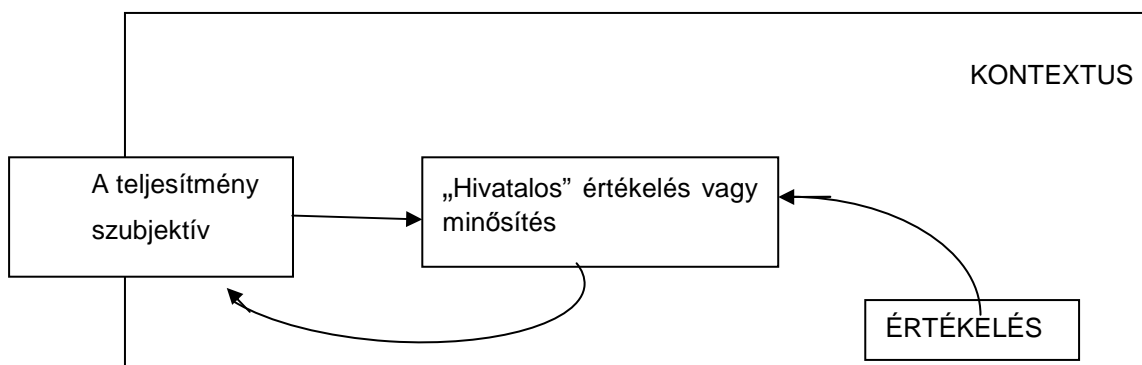 KONTEXTUS
A teljesítmény
szubjektív
„Hivatalos” értékelés vagy
minősítés
ÉRTÉKELÉS